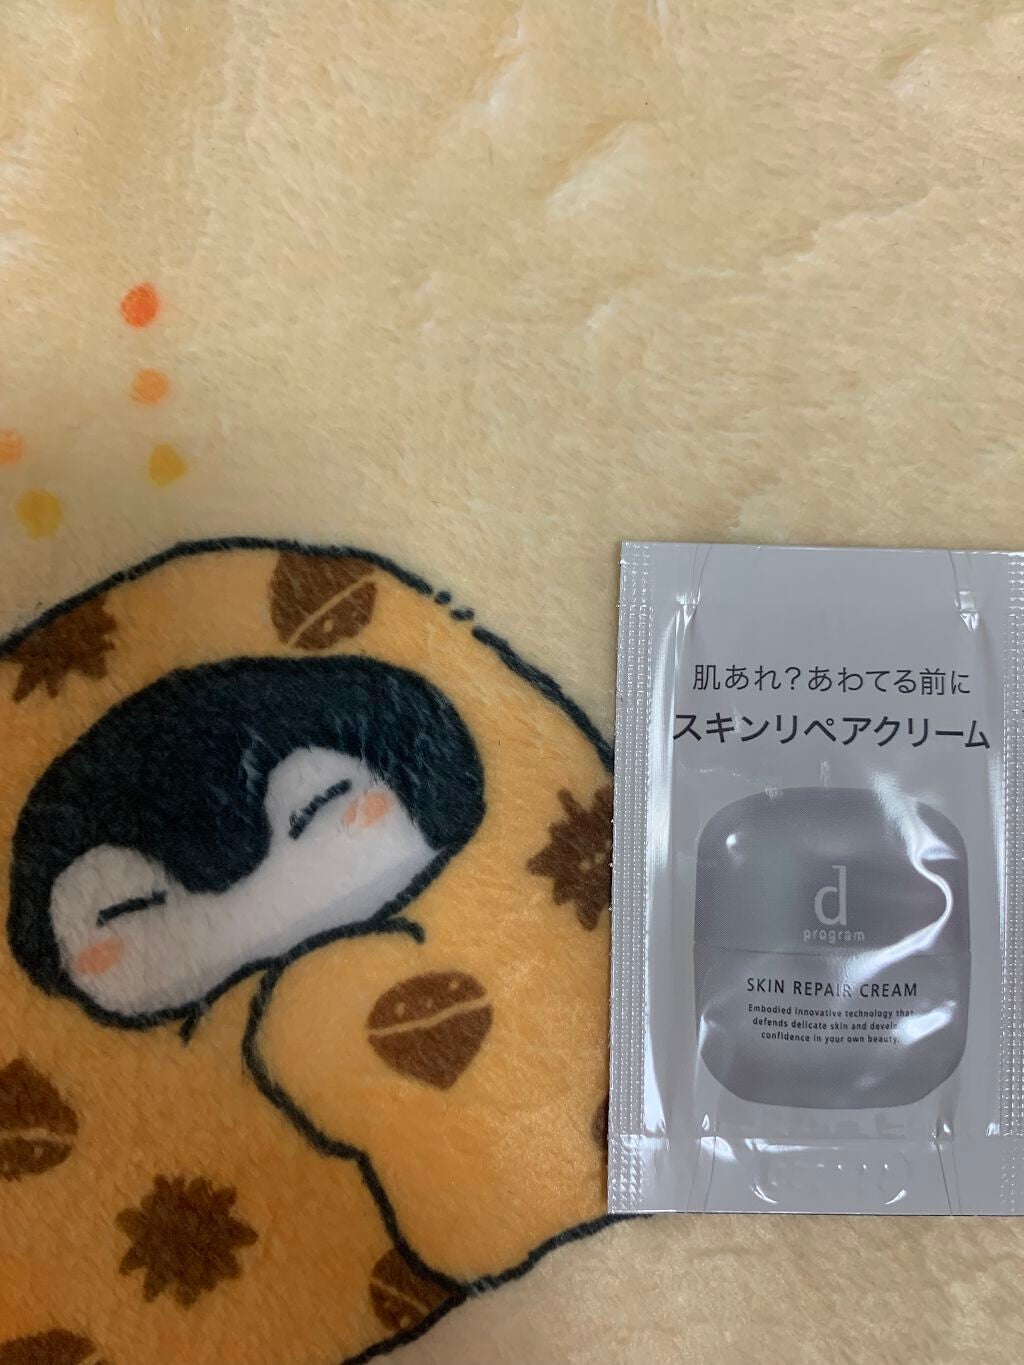 肌あれ?あわてる前に
スキンリペアクリーム
d
program
SKIN REPAIR CREAM
Embodied innovative technology that
defends delicate skin and develo
confidence in your own beauty.